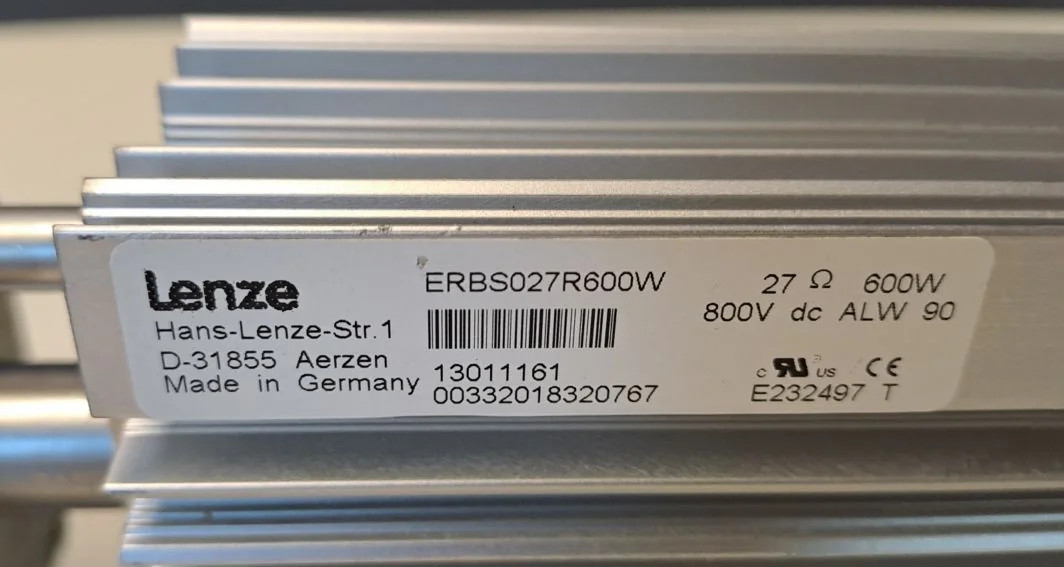 Lenze
Hans-Lenze-Str.1
D-31855 Aerzen
Made in Germany
ERBS027R600W
13011161
00332018320767
27 Ω 600W
800V dc ALW 90
c RU us CE
E232497 T